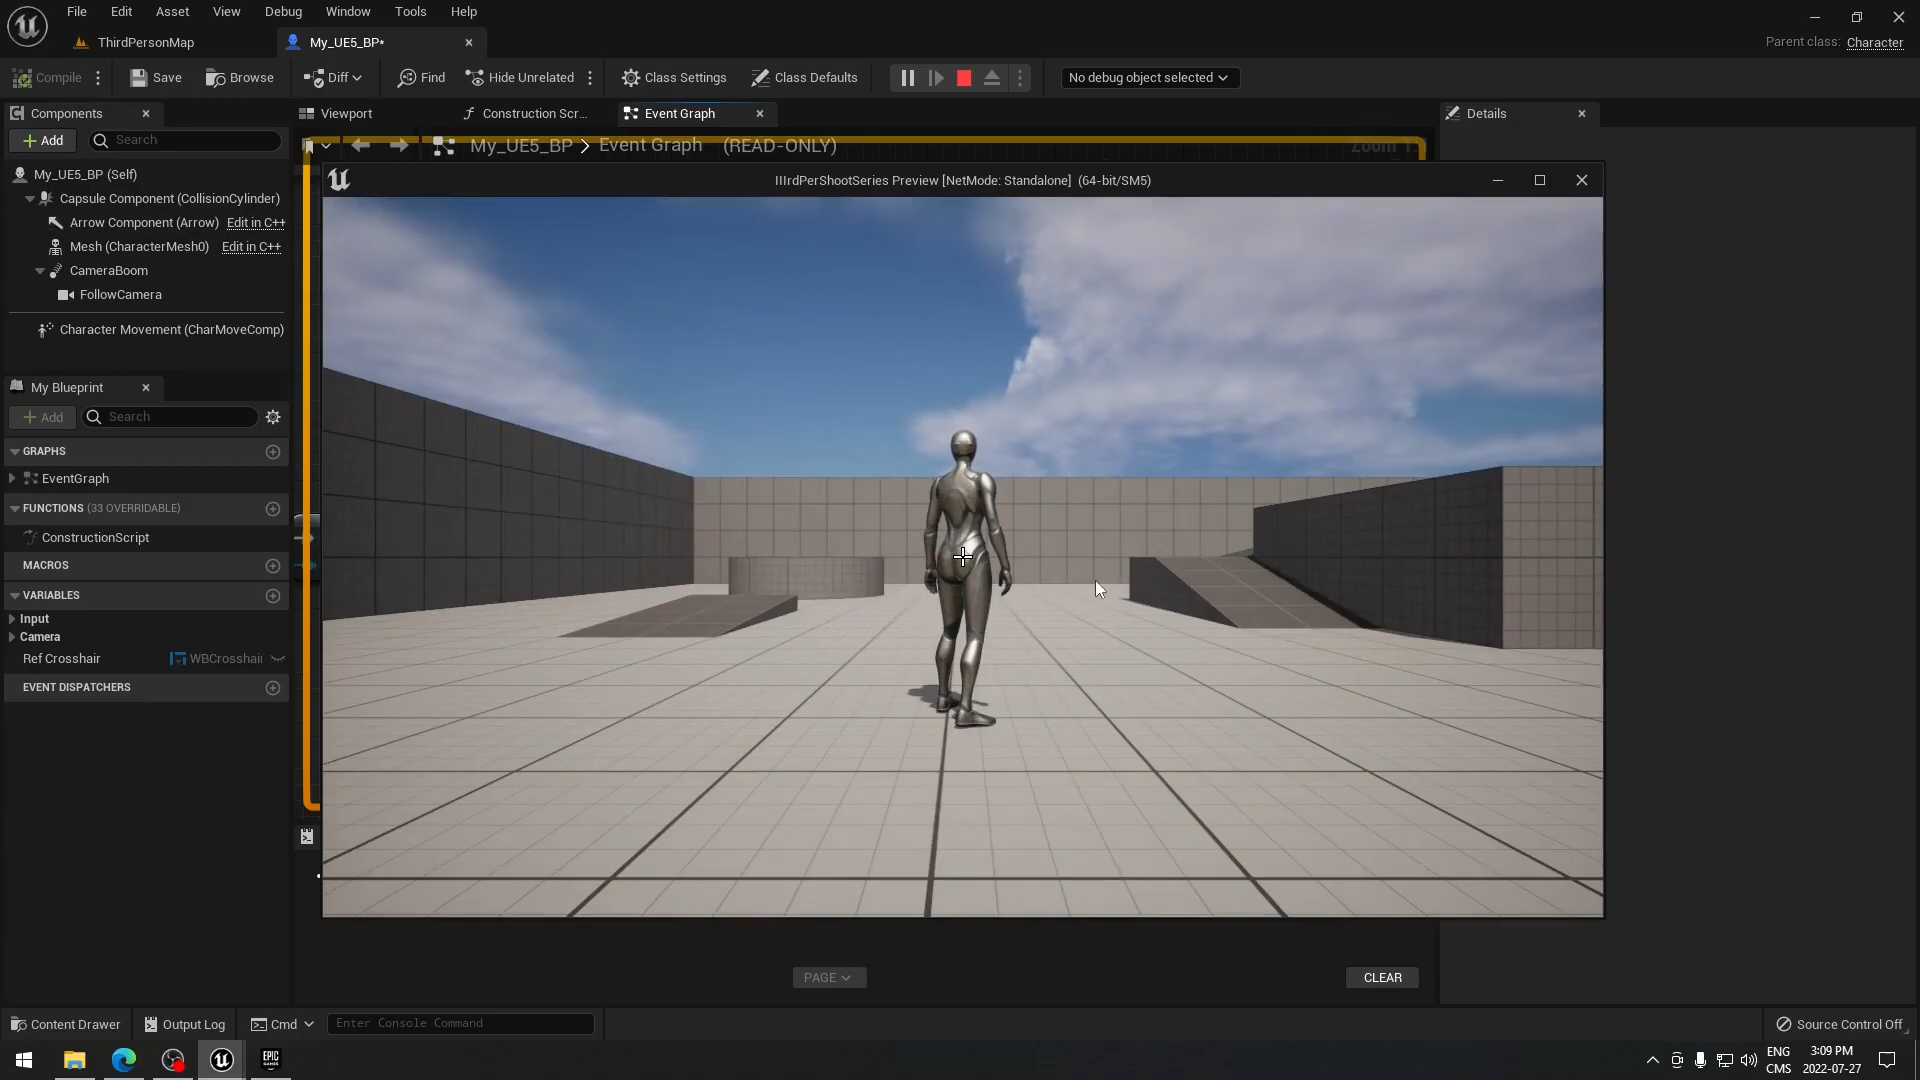 File Edit Asset View Debug Window Tools Help
ThirdPersonMap My_UE5_BP*
Parent class: Character
Compile Save Browse Diff Find Hide Unrelated Class Settings Class Defaults No debug object selected
Components Viewport Construction Scr... Event Graph Details
Add Search
My_UE5_BP > Event Graph (READ-ONLY) Zoom 1:
My_UE5_BP (Self)
IIIrdPerShootSeries Preview [NetMode: Standalone] (64-bit/SM5)
Capsule Component (CollisionCylinder)
Arrow Component (Arrow) Edit in C++
Mesh (CharacterMesh0) Edit in C++
CameraBoom
FollowCamera
Character Movement (CharMoveComp)
My Blueprint
Add Search
GRAPHS
EventGraph
FUNCTIONS (33 OVERRIDABLE)
ConstructionScript
MACROS
VARIABLES
Input
Camera
Ref Crosshair WBCrosshai
EVENT DISPATCHERS
PAGE CLEAR
Content Drawer Output Log Cmd Enter Console Command Source Control Off
EPIC GAMES
ENG 3:09 PM
CMS 2022-07-27